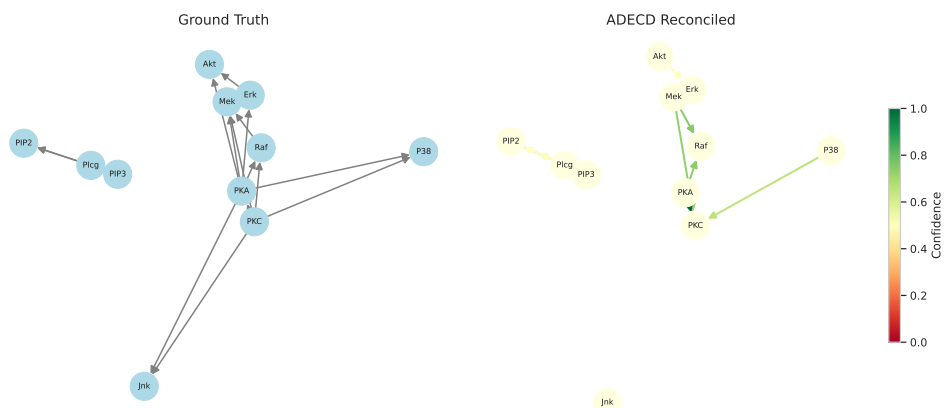 Ground Truth
Akt
Mek
Erk
PIP2
Plcg
PIP3
Raf
P38
PKA
PKC
Jnk
ADECD Reconciled
Akt
Mek
Erk
PIP2
Plcg
PIP3
Raf
P38
PKA
PKC
Jnk
1.0
0.8
0.6
0.4
0.2
0.0
Confidence